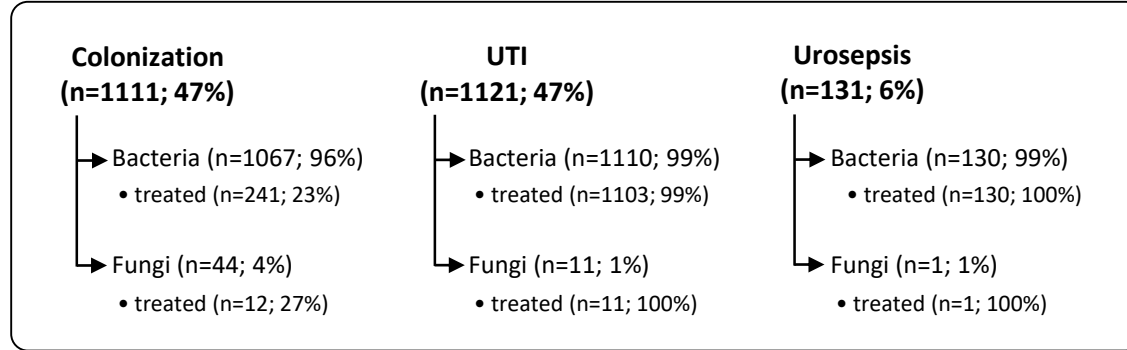 Colonization
(n=1111; 47%)
Bacteria (n=1067; 96%)
• treated (n=241; 23%)
Fungi (n=44; 4%)
• treated (n=12; 27%)
UTI
(n=1121; 47%)
Bacteria (n=1110; 99%)
• treated (n=1103; 99%)
Fungi (n=11; 1%)
• treated (n=11; 100%)
Urosepsis
(n=131; 6%)
Bacteria (n=130; 99%)
• treated (n=130; 100%)
Fungi (n=1; 1%)
• treated (n=1; 100%)